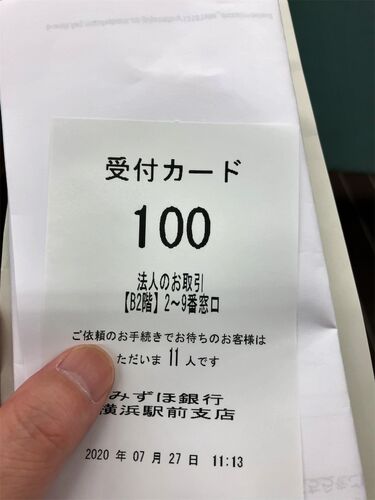 受付カード
100
法人のお取引
【B2階】2～9番窓口
ご依頼のお手続きでお待ちのお客様は
ただいま 11 人です
みずほ銀行
横浜駅前支店
2020 年 07 月 27 日 11:13